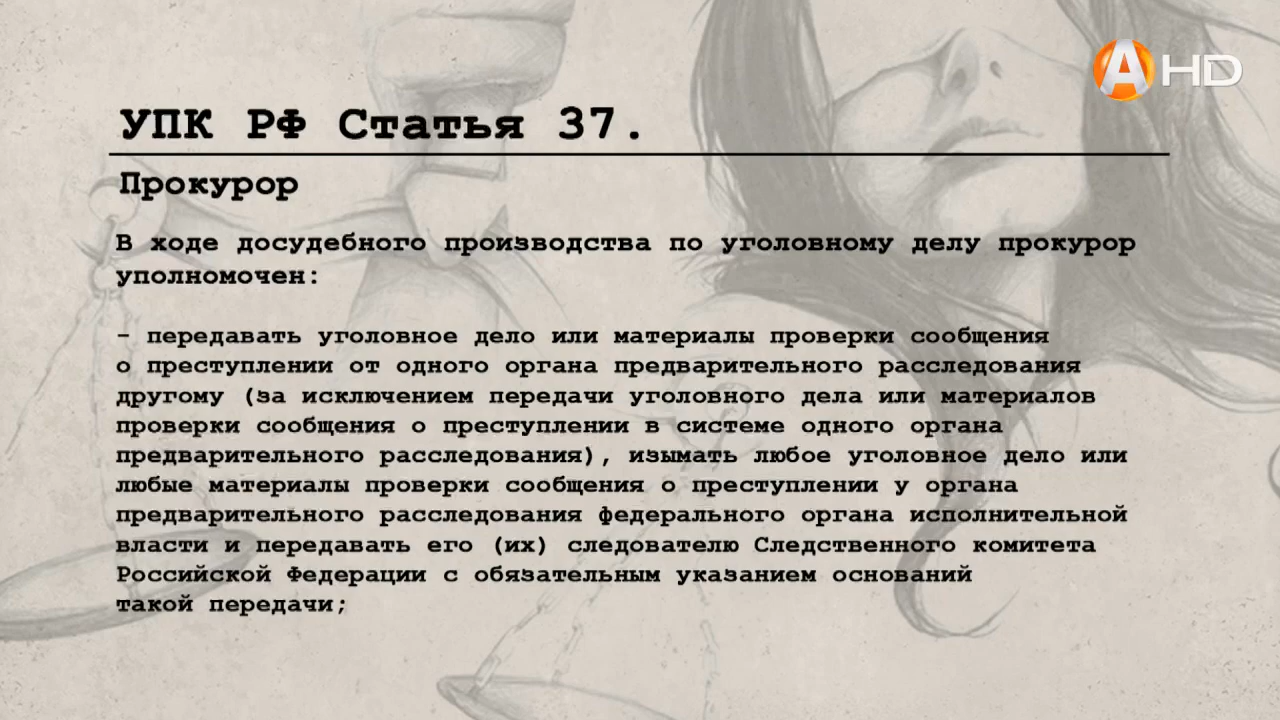 А HD
УПК РФ Статья 37.
Прокурор
В ходе досудебного производства по уголовному делу прокурор
уполномочен:
- передавать уголовное дело или материалы проверки сообщения
о преступлении от одного органа предварительного расследования
другому (за исключением передачи уголовного дела или материалов
проверки сообщения о преступлении в системе одного органа
предварительного расследования), изымать любое уголовное дело или
любые материалы проверки сообщения о преступлении у органа
предварительного расследования федерального органа исполнительной
власти и передавать его (их) следователю Следственного комитета
Российской Федерации с обязательным указанием оснований
такой передачи;